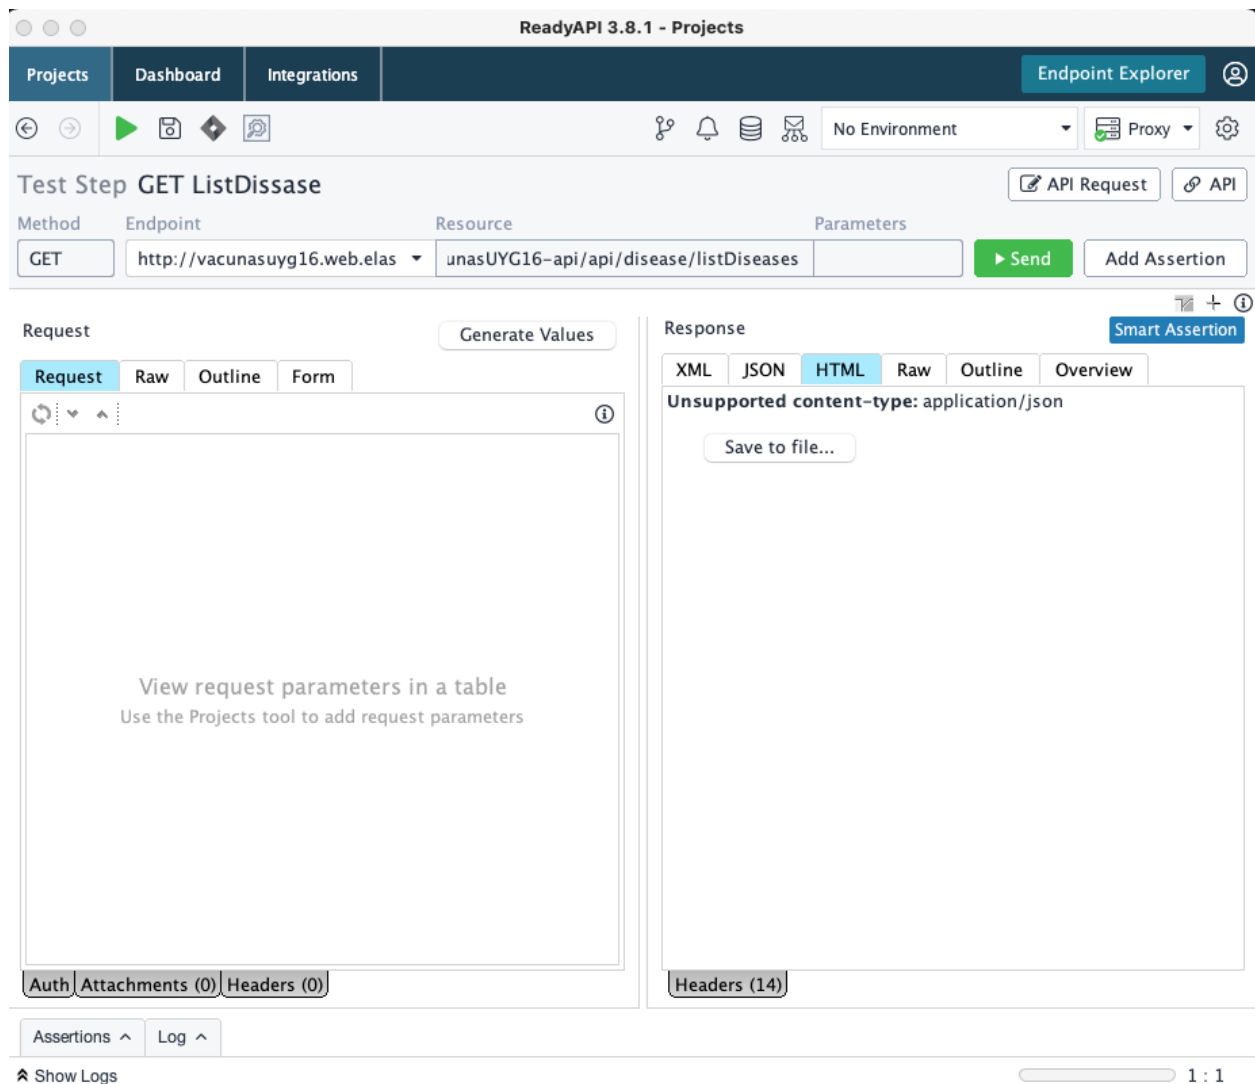 ReadyAPI 3.8.1 - Projects
Projects Dashboard Integrations Endpoint Explorer
No Environment Proxy
Test Step GET ListDissase API Request API
Method Endpoint Resource Parameters
GET http://vacunasuyg16.web.elas unasUYG16-api/api/disease/listDiseases Send Add Assertion
Request Generate Values
Request Raw Outline Form
View request parameters in a table
Use the Projects tool to add request parameters
Auth Attachments (0) Headers (0)
Response Smart Assertion
XML JSON HTML Raw Outline Overview
Unsupported content-type: application/json
Save to file...
Headers (14)
Assertions Log
Show Logs 1 : 1